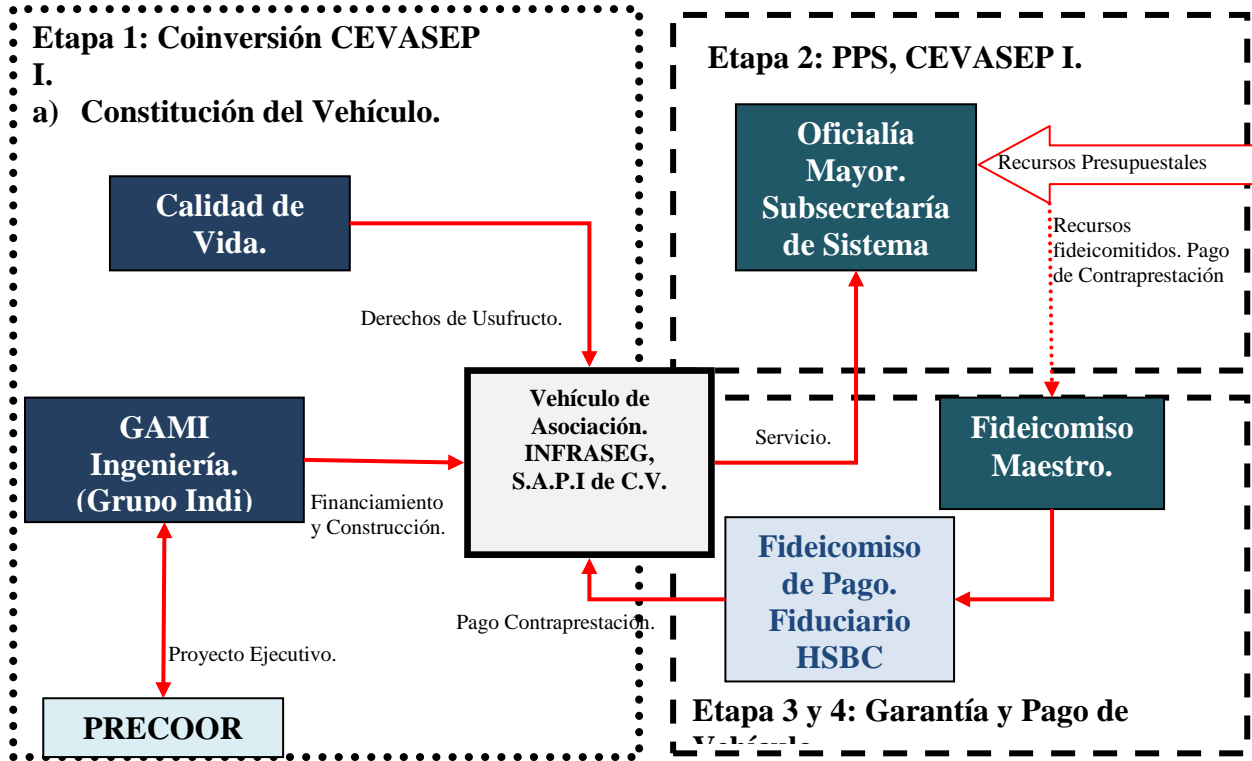 Etapa 1: Coinversión CEVASEP
I.
a) Constitución del Vehículo.
Calidad de
Vida.
Derechos de Usufructo.
GAMI
Ingeniería.
(Grupo Indi)
Financiamiento
y Construcción.
Proyecto Ejecutivo.
PRECOOR
Vehículo de
Asociación.
INFRASEG,
S.A.P.I de C.V.
Etapa 2: PPS, CEVASEP I.
Oficialía
Mayor.
Subsecretaría
de Sistema
Recursos Presupuestales
Recursos
fideicomitidos. Pago
de Contraprestación
Servicio.
Fideicomiso
Maestro.
Fideicomiso
de Pago.
Fiduciario
HSBC
Pago Contraprestación.
Etapa 3 y 4: Garantía y Pago de
Vehículo